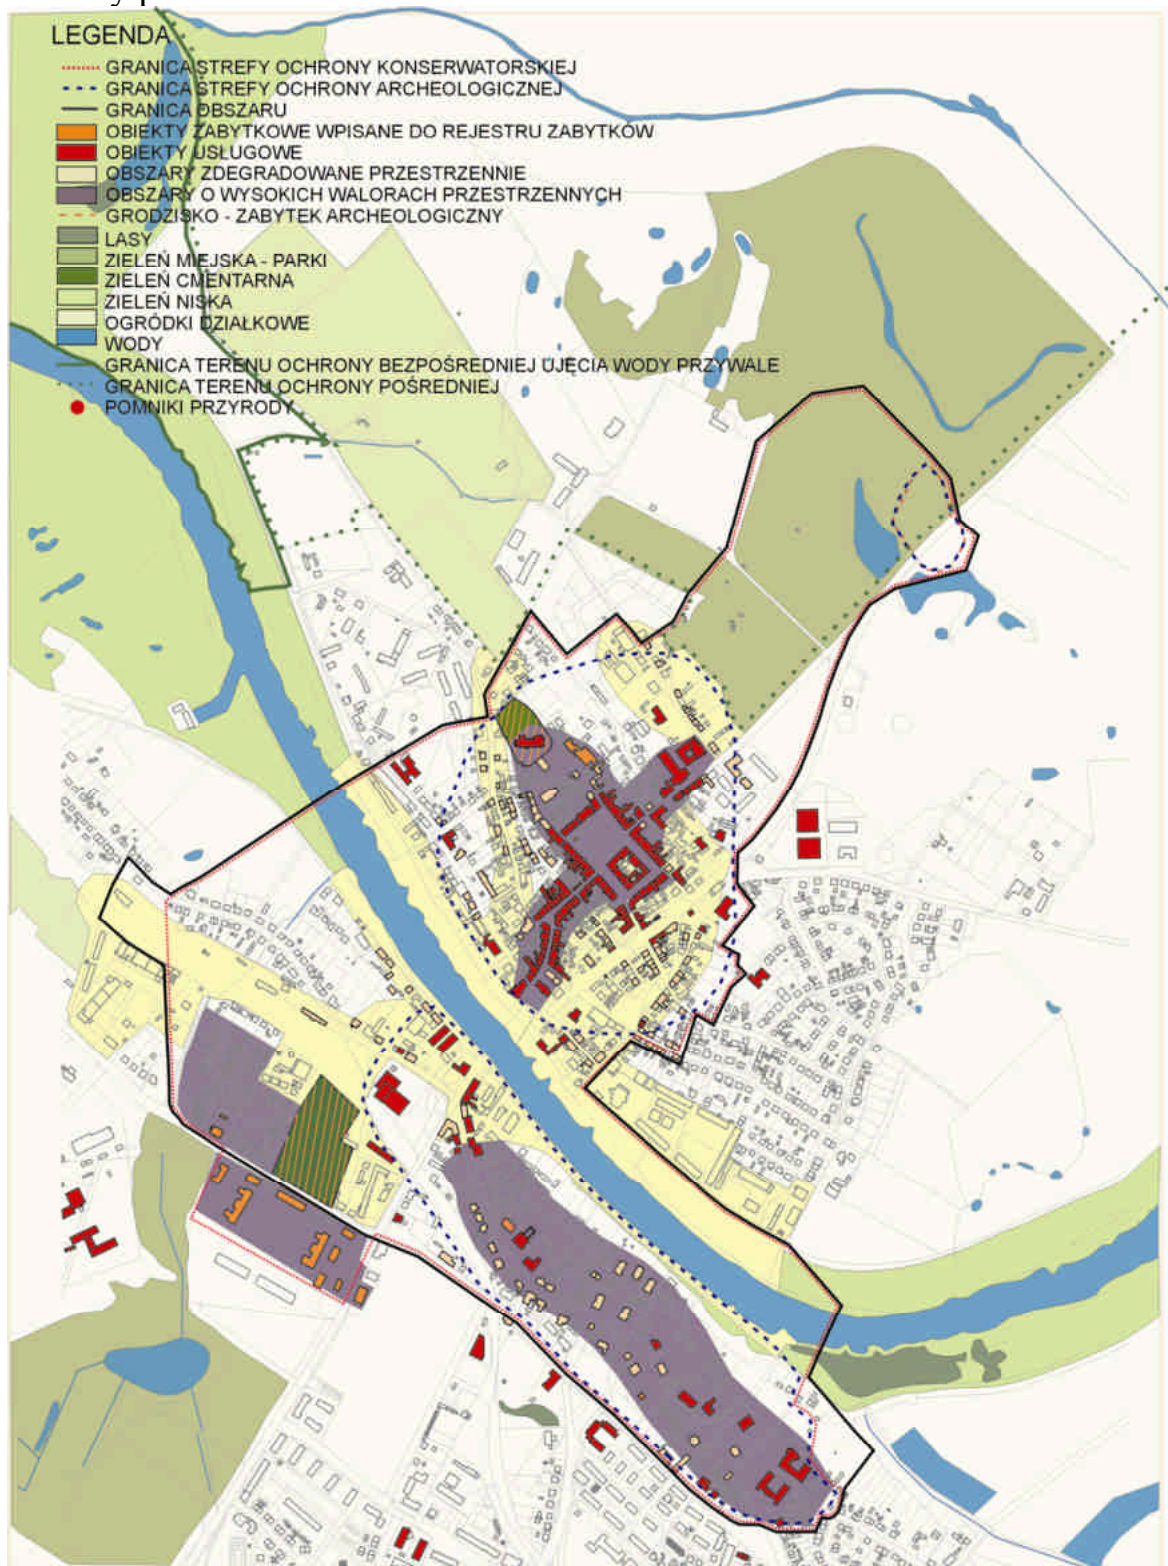 LEGENDA
GRANICA STREFY OCHRONY KONSERWATORSKIEJ
GRANICA STREFY OCHRONY ARCHEOLOGICZNEJ
GRANICA OBSZARU
OBIEKTY ZABYTKOWE WPISANE DO REJESTRU ZABYTKÓW
OBIEKTY USŁUGOWE
OBSZARY ZDEGRADOWANE PRZESTRZENNIE
OBSZARY O WYSOKICH WALORACH PRZESTRZENNYCH
GRODZISKO - ZABYTEK ARCHEOLOGICZNY
LASY
ZIELEŃ MIEJSKA - PARKI
ZIELEŃ CMENTARNA
ZIELEŃ NISKA
OGRÓDKI DZIAŁKOWE
WODY
GRANICA TERENU OCHRONY BEZPOŚREDNIEJ UJĘCIA WODY PRZYWALE
GRANICA TERENU OCHRONY POŚREDNIEJ
POMNIKI PRZYRODY